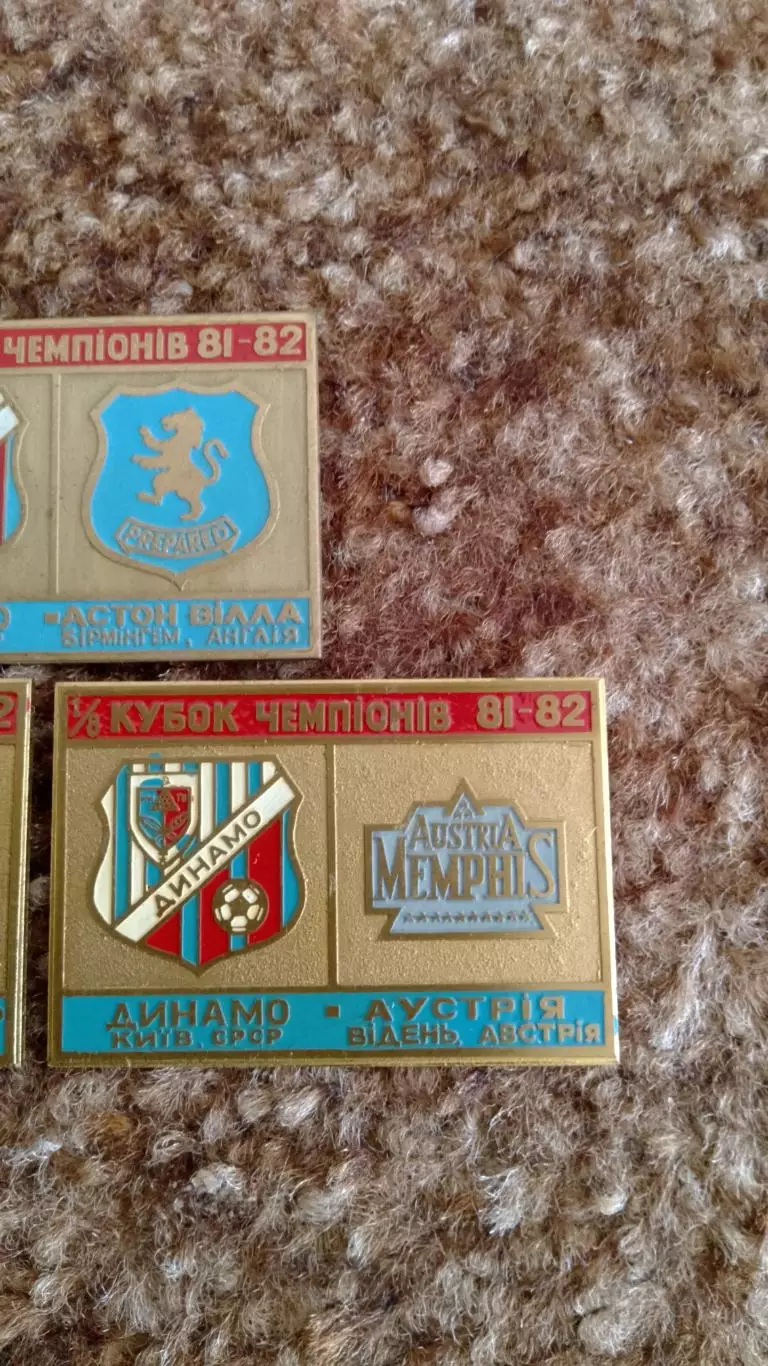 ЧЕМПІОНІВ 81-82
PREPARED
О ▪АСТОН ВІЛЛА
Р БІРМІНГЕМ, АНГЛІЯ
2
1/8 КУБОК ЧЕМПІОНІВ 81-82
ДИНАМО
AUSTRIA
MEMPHIS
ДИНАМО ▪ АУСТРІЯ
КИЇВ, СРСР ВІДЕНЬ, АВСТРІЯ